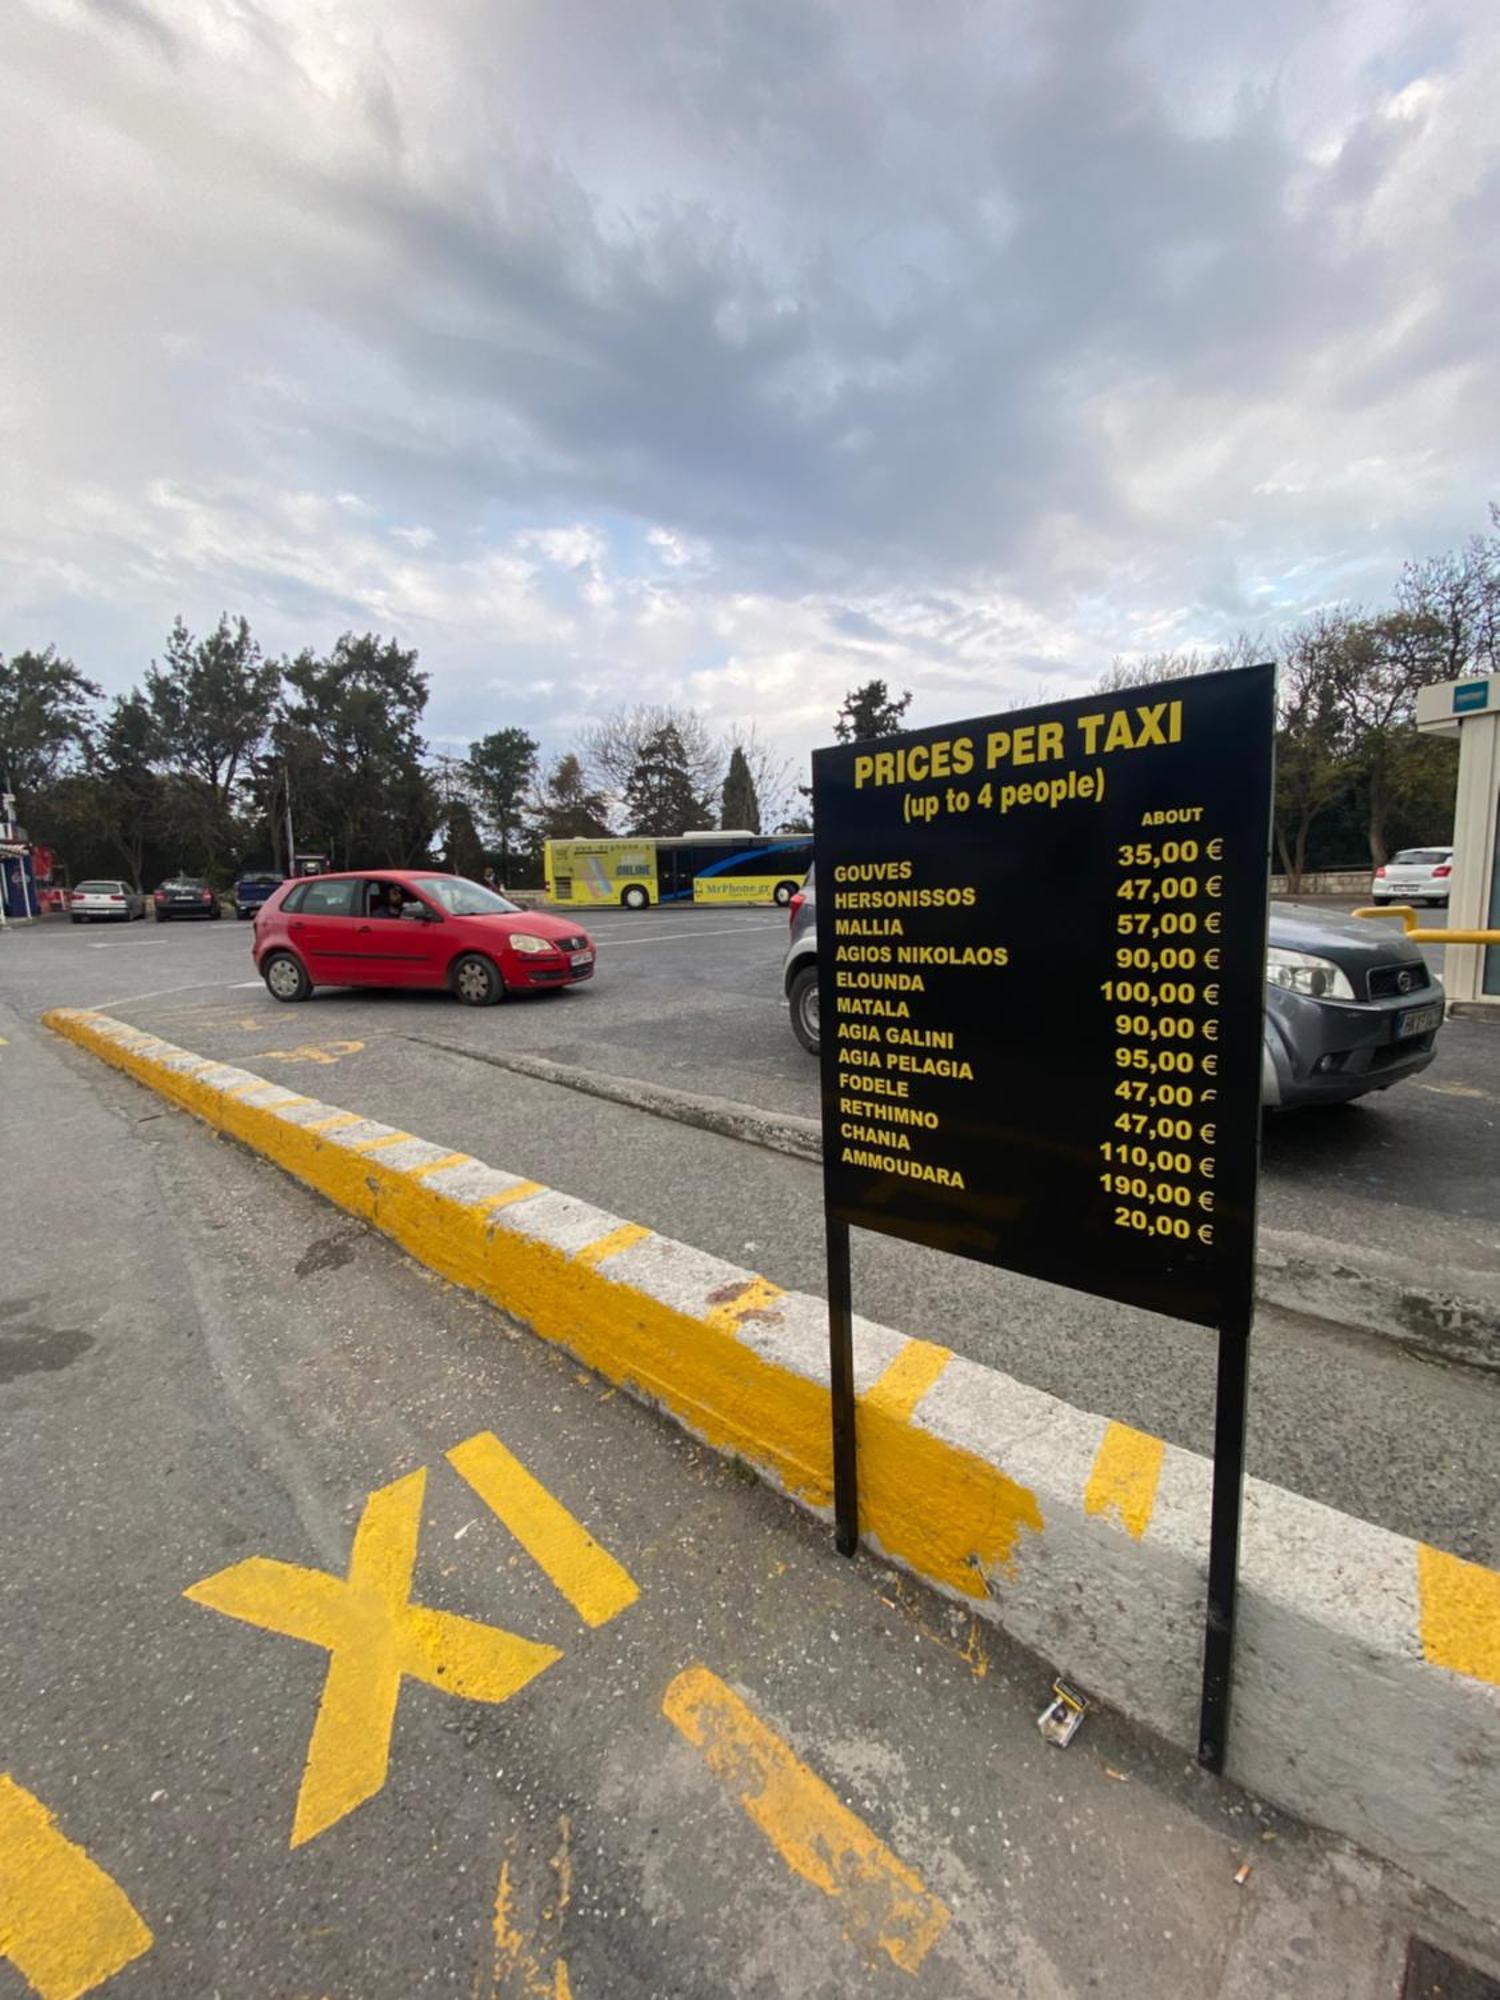 PRICES PER TAXI
(up to 4 people)
ABOUT
GOUVES 35,00 €
HERSONISSOS 47,00 €
MALLIA 57,00 €
AGIOS NIKOLAOS 90,00 €
ELOUNDA 100,00 €
MATALA 90,00 €
AGIA GALINI 95,00 €
AGIA PELAGIA 47,00 €
FODELE 47,00 €
RETHIMNO 110,00 €
CHANIA 190,00 €
AMMOUDARA 20,00 €
ONLINE
MrPhone.gr
XI